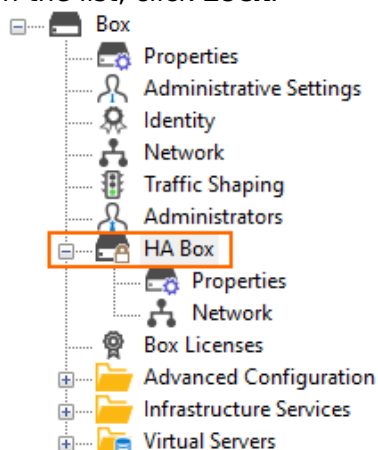 the list, click
Box
Properties
Administrative Settings
Identity
Network
Traffic Shaping
Administrators
HA Box
Properties
Network
Box Licenses
Advanced Configuration
Infrastructure Services
Virtual Servers